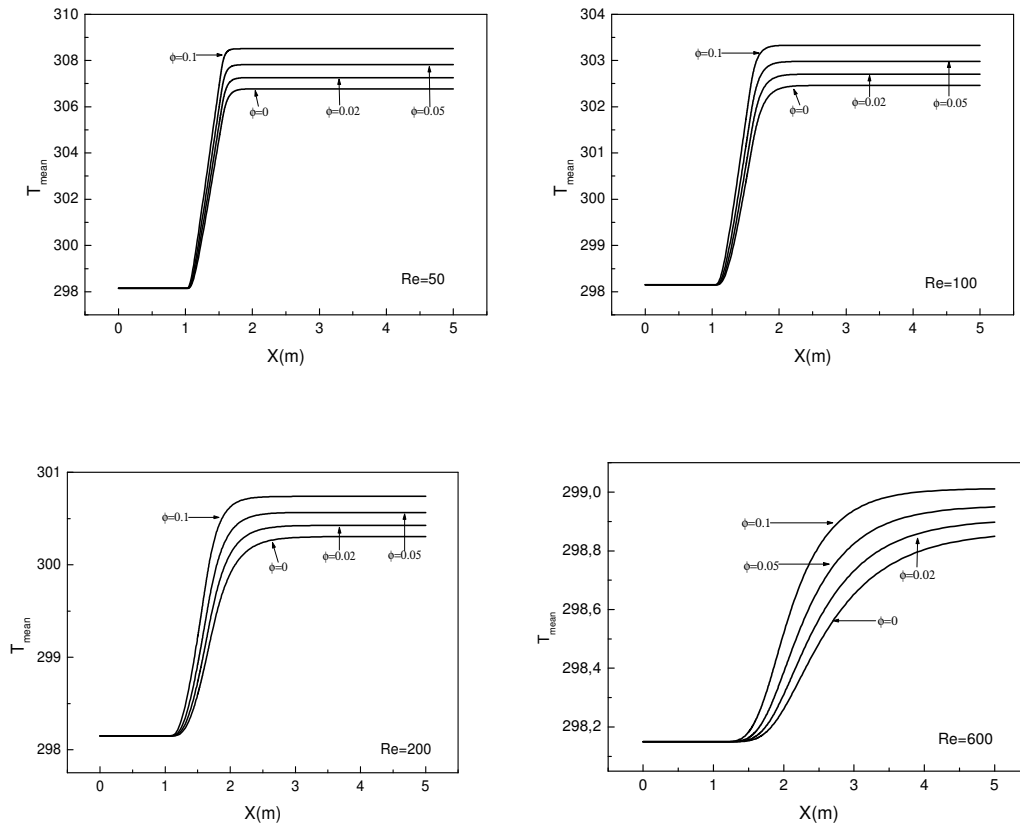 310
308
306
304
302
300
298
T_mean
ϕ=0.1
ϕ=0
ϕ=0.02
ϕ=0.05
Re=50
0 1 2 3 4 5
X(m)
304
303
302
301
300
299
298
T_mean
ϕ=0.1
ϕ=0
ϕ=0.02
ϕ=0.05
Re=100
0 1 2 3 4 5
X(m)
301
300
299
298
T_mean
ϕ=0.1
ϕ=0
ϕ=0.02
ϕ=0.05
Re=200
0 1 2 3 4 5
X(m)
299,0
298,8
298,6
298,4
298,2
T_mean
ϕ=0.1
ϕ=0.05
ϕ=0.02
ϕ=0
Re=600
0 1 2 3 4 5
X(m)